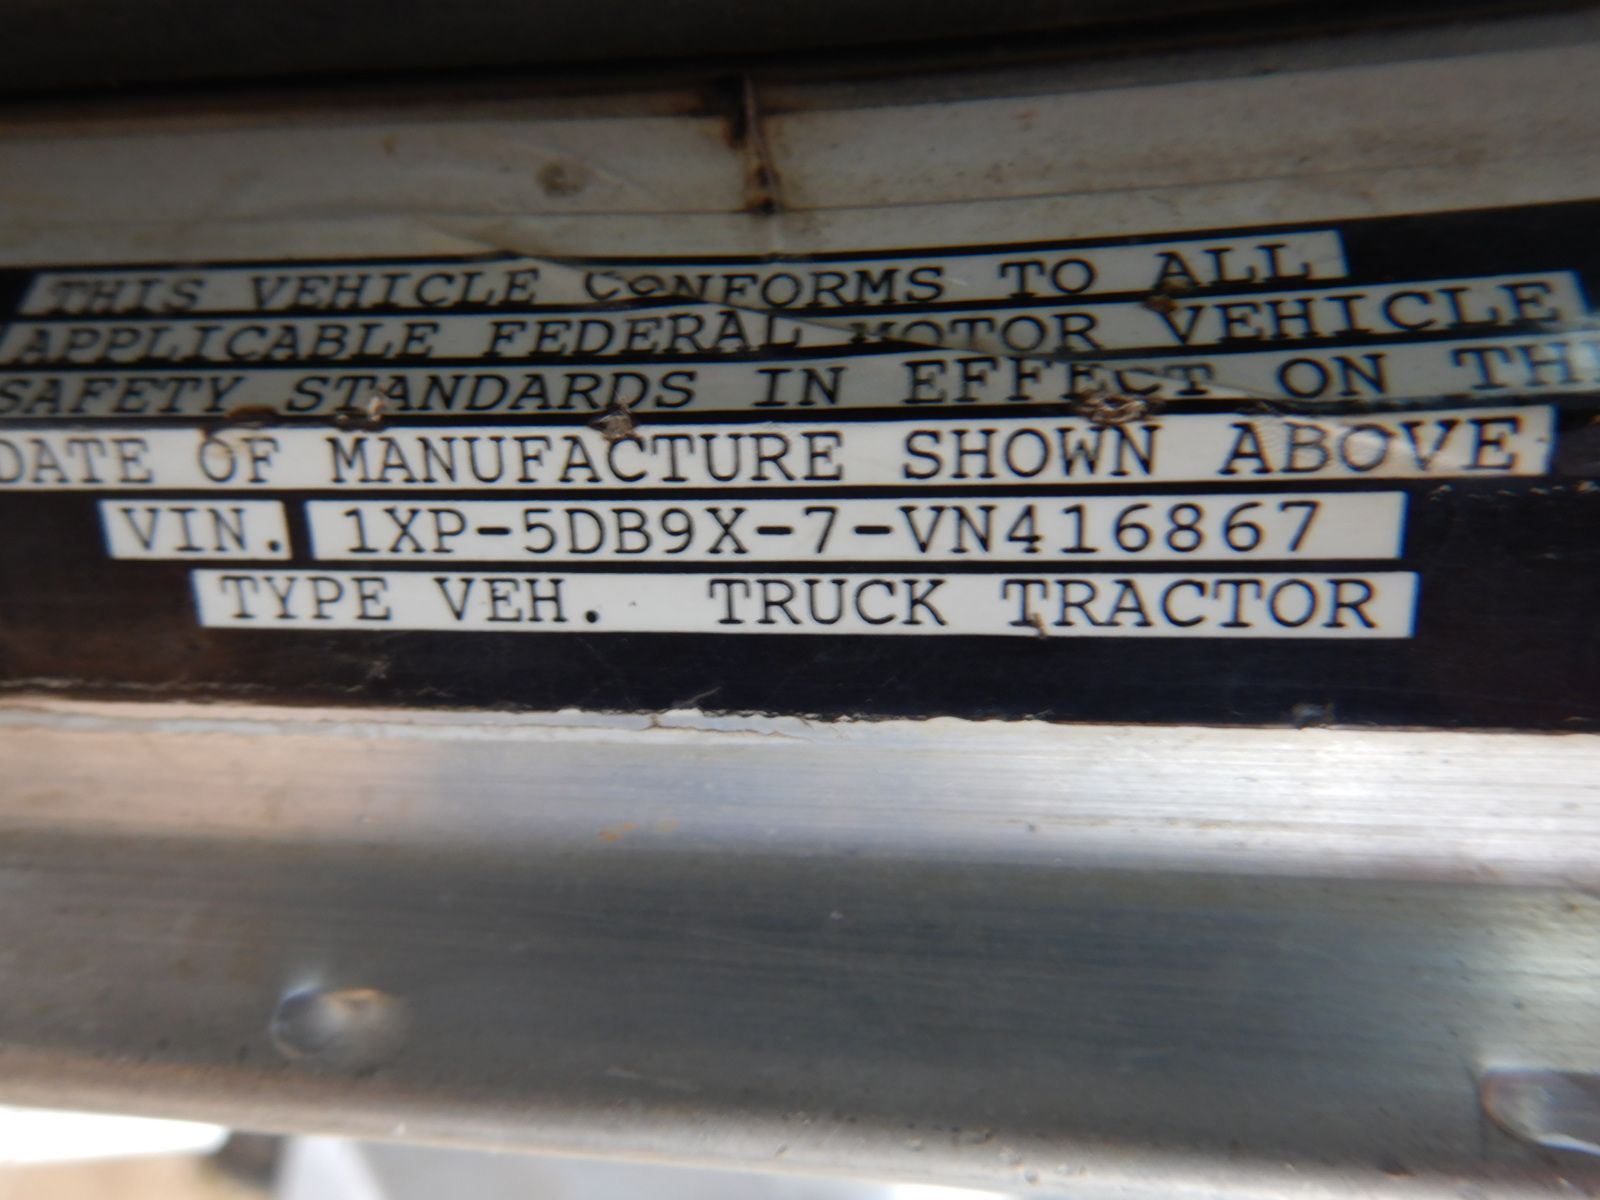 THIS VEHICLE CONFORMS TO ALL
APPLICABLE FEDERAL MOTOR VEHICLE
SAFETY STANDARDS IN EFFECT ON TH
DATE OF MANUFACTURE SHOWN ABOVE
VIN. 1XP-5DB9X-7-VN416867
TYPE VEH. TRUCK TRACTOR